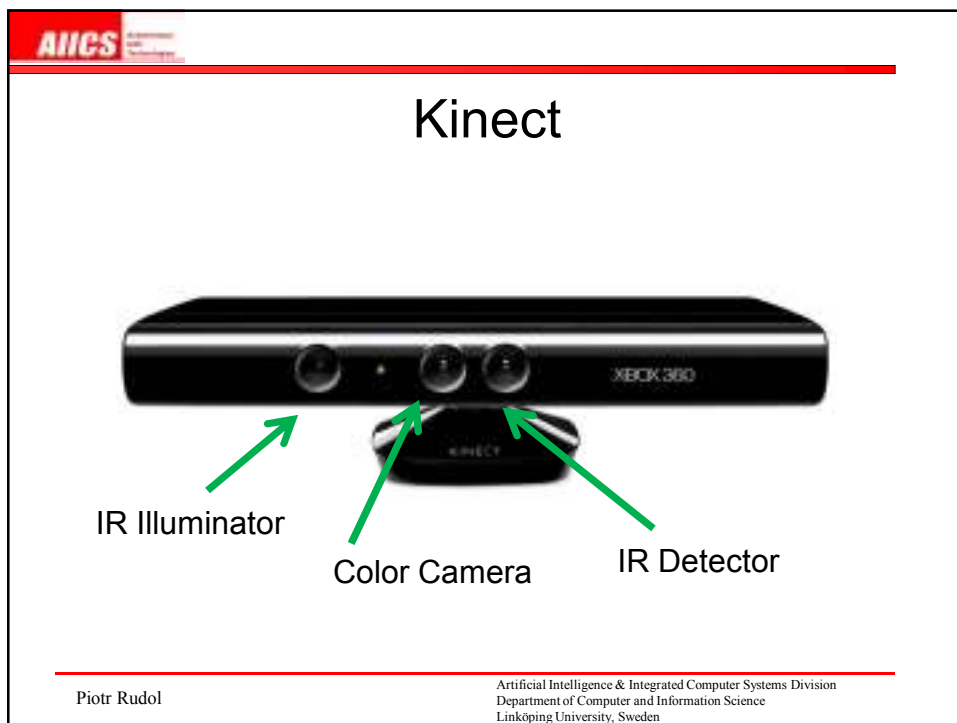 AIICS
Kinect
XBOX 360
KINECT
IR Illuminator
Color Camera
IR Detector
Piotr Rudol
Artificial Intelligence & Integrated Computer Systems Division
Department of Computer and Information Science
Linköping University, Sweden